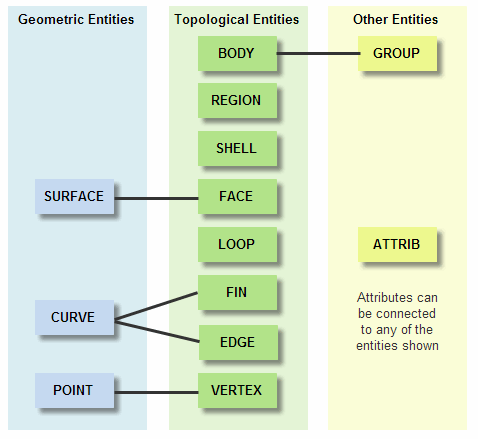 Geometric Entities
Topological Entities
Other Entities
BODY
GROUP
REGION
SHELL
SURFACE
FACE
LOOP
ATTRIB
FIN
Attributes can
be connected
to any of the
entities shown
CURVE
EDGE
POINT
VERTEX